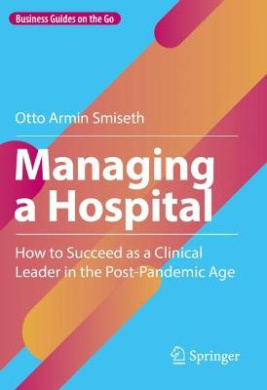 Business Guides on the Go
Otto Armin Smiseth
Managing
a Hospital
How to Succeed as a Clinical
Leader in the Post-Pandemic Age
Springer